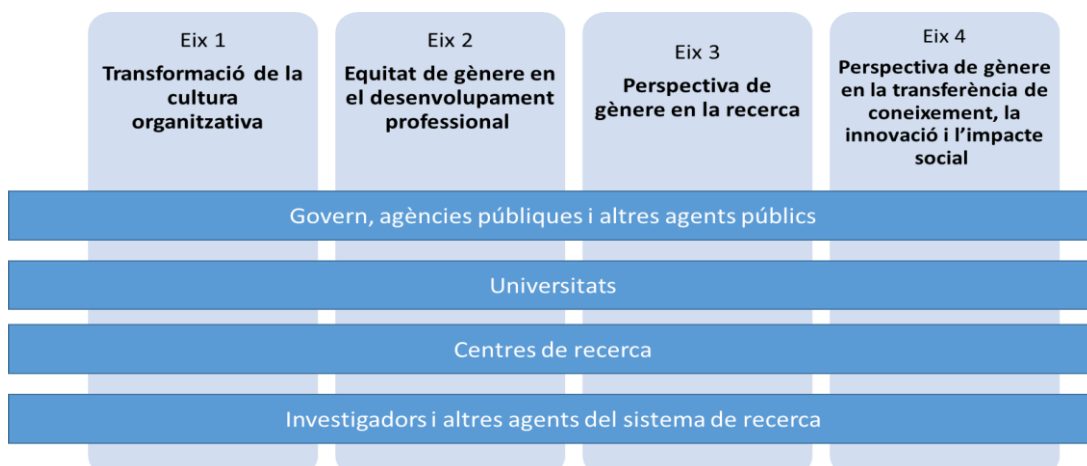 Eix 1
Transformació de la
cultura
organitzativa
Eix 2
Equitat de gènere en
el desenvolupament
professional
Eix 3
Perspectiva de
gènere en la recerca
Eix 4
Perspectiva de gènere
en la transferència de
coneixement, la
innovació i l’impacte
social
Govern, agències públiques i altres agents públics
Universitats
Centres de recerca
Investigadors i altres agents del sistema de recerca